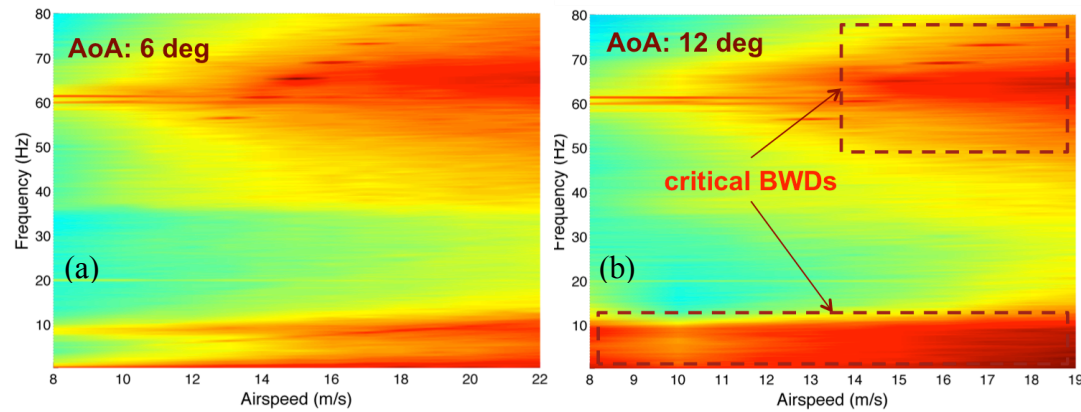 AoA: 6 deg
80
70
60
50
40
30
20
10
Frequency (Hz)
(a)
8 10 12 14 16 18 20 22
Airspeed (m/s)
AoA: 12 deg
80
70
60
50
40
30
20
10
Frequency (Hz)
critical BWDs
(b)
8 9 10 11 12 13 14 15 16 17 18 19
Airspeed (m/s)